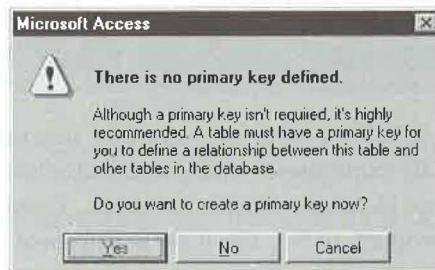 Microsoft Access
There is no primary key defined.
Although a primary key isn't required, it's highly
recommended. A table must have a primary key for
you to define a relationship between this table and
other tables in the database.
Do you want to create a primary key now?
Yes No Cancel